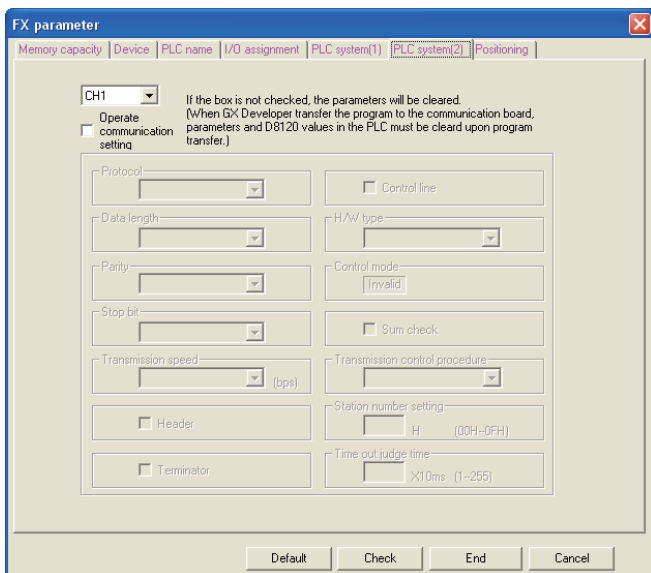 FX parameter
Memory capacity Device PLC name I/O assignment PLC system(1) PLC system(2) Positioning
CH1
If the box is not checked, the parameters will be cleared.
(When GX Developer transfer the program to the communication board,
parameters and D8120 values in the PLC must be cleard upon program
transfer.)
Operate
communication
setting
Protocol
Control line
Data length
H/W type
Parity
Control mode
Invalid
Stop bit
Sum check
Transmission speed
(bps)
Transmission control procedure
Header
Station number setting
H (00H--0FH)
Terminator
Time out judge time
X10ms (1--255)
Default Check End Cancel